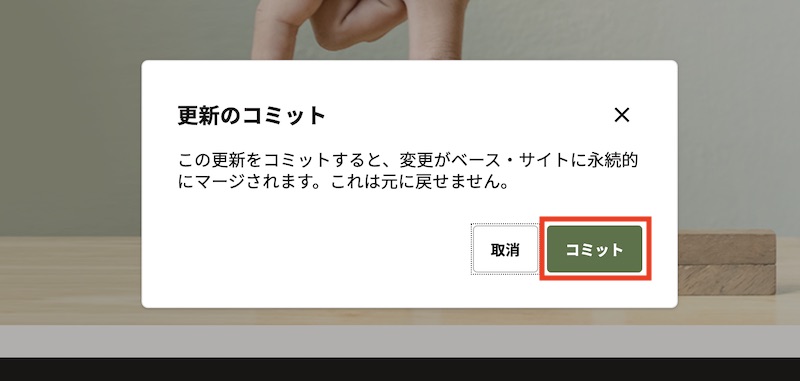 更新のコミット
この更新をコミットすると、変更がベース・サイトに永続的
にマージされます。これは元に戻せません。
取消
コミット